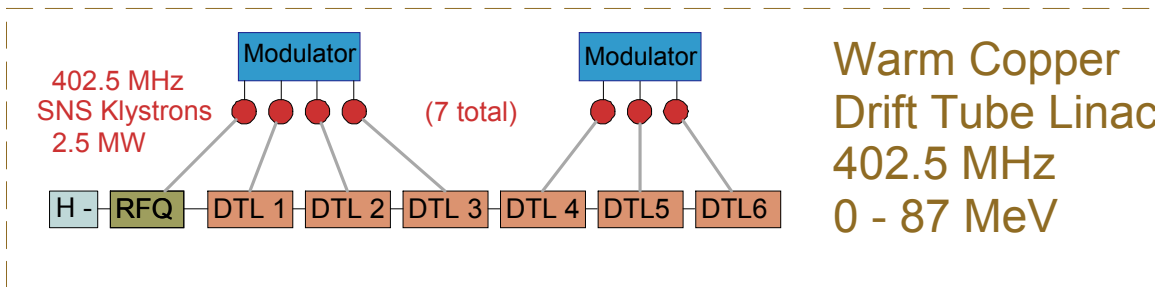 Modulator
Modulator
402.5 MHz
SNS Klystrons
2.5 MW
(7 total)
H -
RFQ
DTL 1
DTL 2
DTL 3
DTL 4
DTL5
DTL6
Warm Copper
Drift Tube Linac
402.5 MHz
0 - 87 MeV